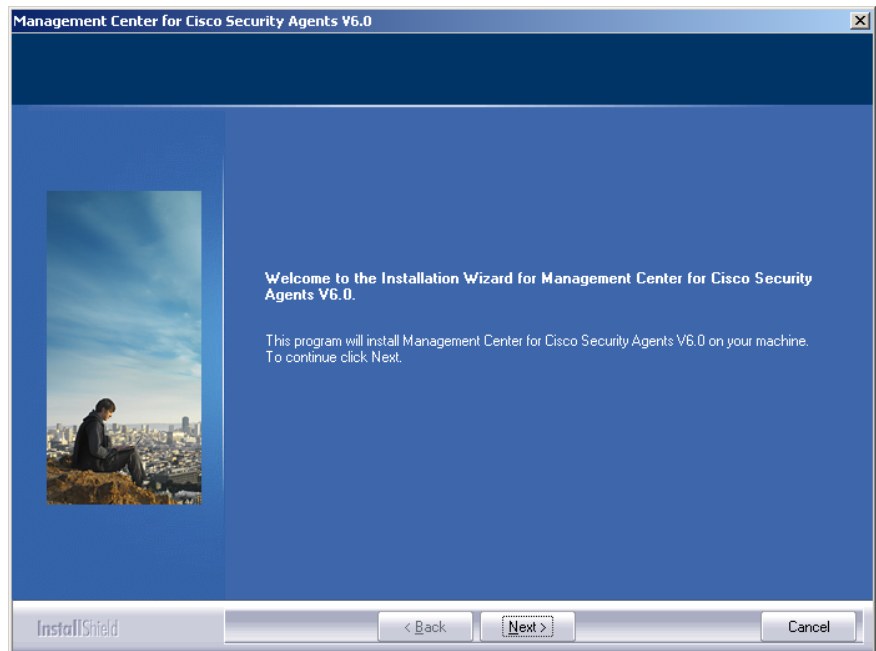 Management Center for Cisco Security Agents V6.0
Welcome to the Installation Wizard for Management Center for Cisco Security
Agents V6.0.
This program will install Management Center for Cisco Security Agents V6.0 on your machine.
To continue click Next.
InstallShield
< Back
Next >
Cancel